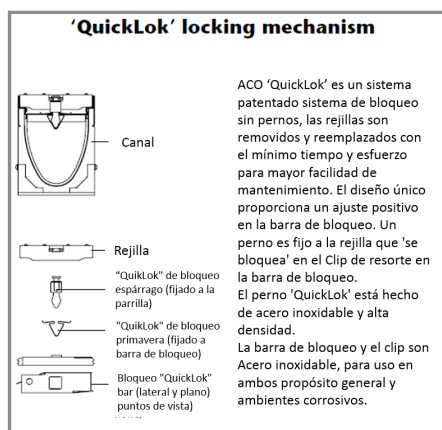 ‘QuickLok’ locking mechanism
Canal
Rejilla
“QuikLok" de bloqueo
espárrago (fijado a la
parrilla)
"QuikLok" de bloqueo
primavera (fijado a
barra de bloqueo)
Bloqueo "QuickLok"
bar (lateral y plano)
puntos de vista)
ACO ‘QuickLok’ es un sistema
patentado sistema de bloqueo
sin pernos, las rejillas son
removidos y reemplazados con
el mínimo tiempo y esfuerzo
para mayor facilidad de
mantenimiento. El diseño único
proporciona un ajuste positivo
en la barra de bloqueo. Un
perno es fijo a la rejilla que 'se
bloquea' en el Clip de resorte en
la barra de bloqueo.
El perno 'QuickLok' está hecho
de acero inoxidable y alta
densidad.
La barra de bloqueo y el clip son
Acero inoxidable, para uso en
ambos propósito general y
ambientes corrosivos.